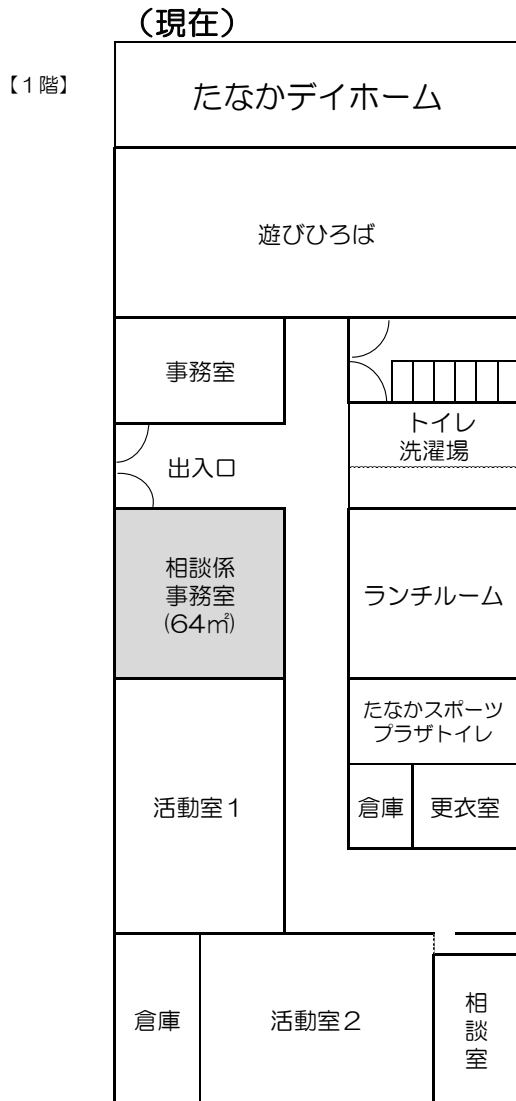 （現在）
【１階】
たなかデイホーム
遊びひろば
事務室
トイレ
洗濯場
出入口
相談係
事務室
(64㎡)
ランチルーム
たなかスポーツ
プラザトイレ
活動室１
倉庫
更衣室
倉庫
活動室２
相談室